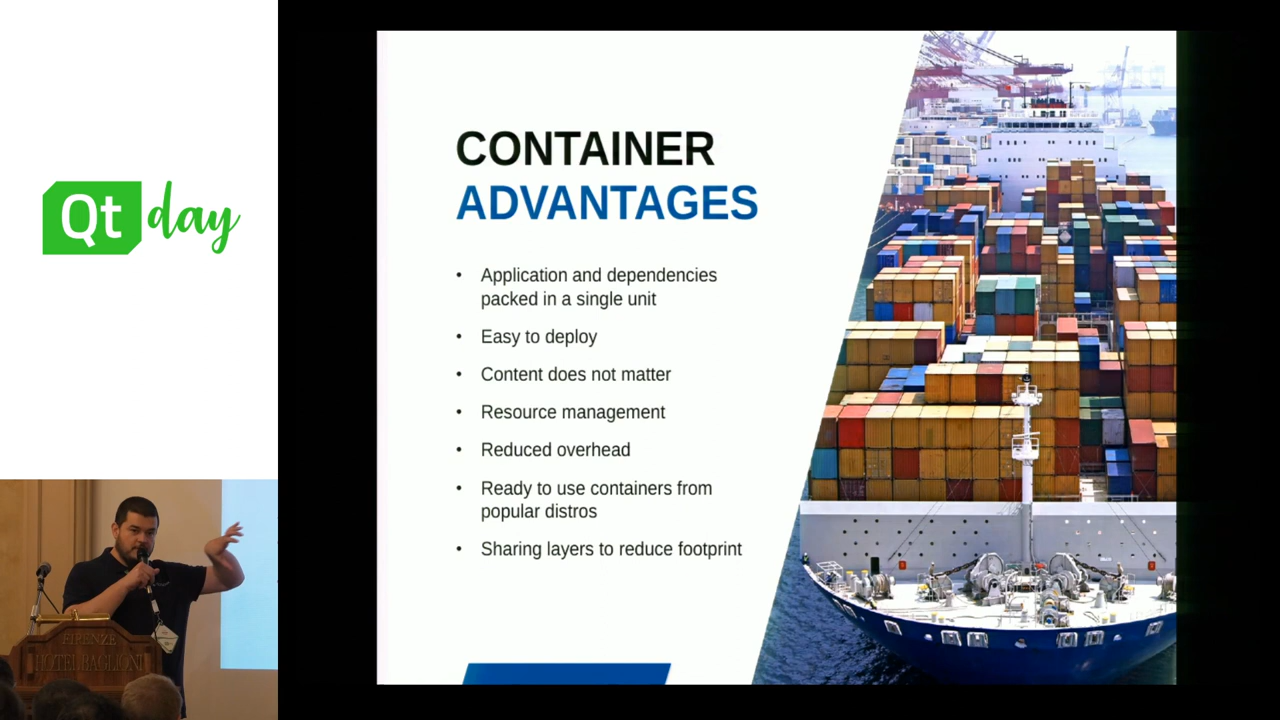 Qt day
CONTAINER
ADVANTAGES
• Application and dependencies
packed in a single unit
• Easy to deploy
• Content does not matter
• Resource management
• Reduced overhead
• Ready to use containers from
popular distros
• Sharing layers to reduce footprint
FIRENZE
HOTEL BAGLIONI